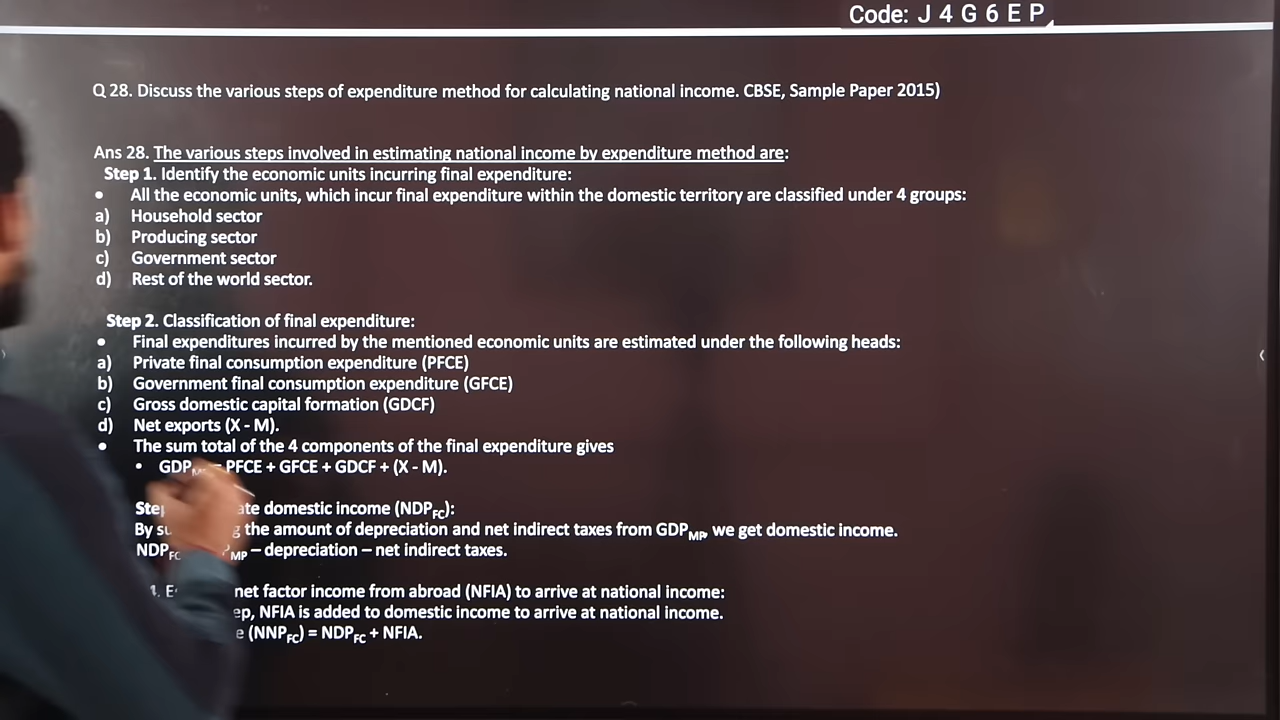 Code: J 4 G 6 E P
Q 28. Discuss the various steps of expenditure method for calculating national income. CBSE, Sample Paper 2015)
Ans 28. The various steps involved in estimating national income by expenditure method are:
Step 1. Identify the economic units incurring final expenditure:
• All the economic units, which incur final expenditure within the domestic territory are classified under 4 groups:
a) Household sector
b) Producing sector
c) Government sector
d) Rest of the world sector.
Step 2. Classification of final expenditure:
• Final expenditures incurred by the mentioned economic units are estimated under the following heads:
a) Private final consumption expenditure (PFCE)
b) Government final consumption expenditure (GFCE)
c) Gross domestic capital formation (GDCF)
d) Net exports (X - M).
• The sum total of the 4 components of the final expenditure gives
• GDP PFCE + GFCE + GDCF + (X - M).
domestic income (NDPFC):
By the amount of depreciation and net indirect taxes from GDPMP, we get domestic income.
NDPFC MP – depreciation – net indirect taxes.
net factor income from abroad (NFIA) to arrive at national income:
NFIA is added to domestic income to arrive at national income.
(NNPFC) = NDPFC + NFIA.